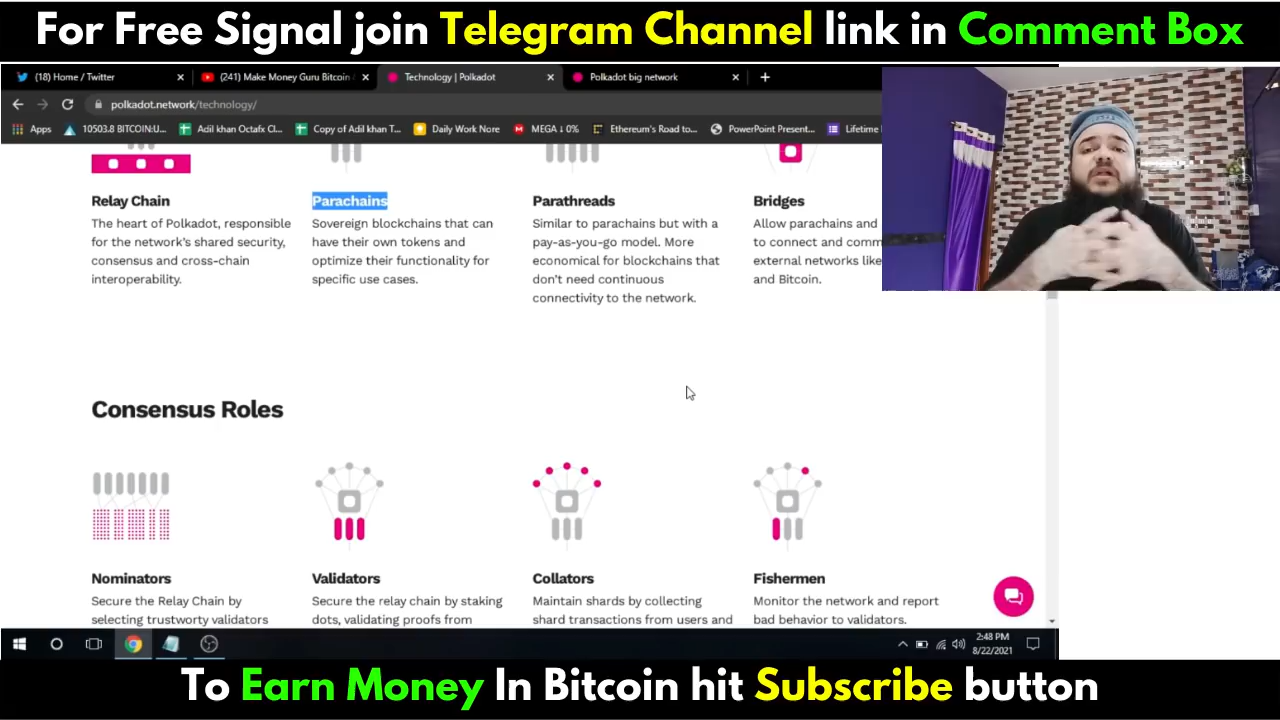 For Free Signal join Telegram Channel link in Comment Box
(18) Home / Twitter
(241) Make Money Guru Bitcoin
Technology | Polkadot
Polkadot big network
polkadot.network/technology/
Apps
10503.8 BITCOIN:U...
Adil khan Octafx Cl...
Copy of Adil khan T...
Daily Work Nore
MEGA ↓ 0%
Ethereum's Road to...
PowerPoint Present...
Lifetime
Relay Chain
The heart of Polkadot, responsible
for the network's shared security,
consensus and cross-chain
interoperability.
Parachains
Sovereign blockchains that can
have their own tokens and
optimize their functionality for
specific use cases.
Parathreads
Similar to parachains but with a
pay-as-you-go model. More
economical for blockchains that
don't need continuous
connectivity to the network.
Bridges
Allow parachains and
to connect and comm
external networks like
and Bitcoin.
Consensus Roles
Nominators
Secure the Relay Chain by
selecting trustworty validators
Validators
Secure the relay chain by staking
dots, validating proofs from
Collators
Maintain shards by collecting
shard transactions from users and
Fishermen
Monitor the network and report
bad behavior to validators.
2:48 PM
8/22/2021
To Earn Money In Bitcoin hit Subscribe button